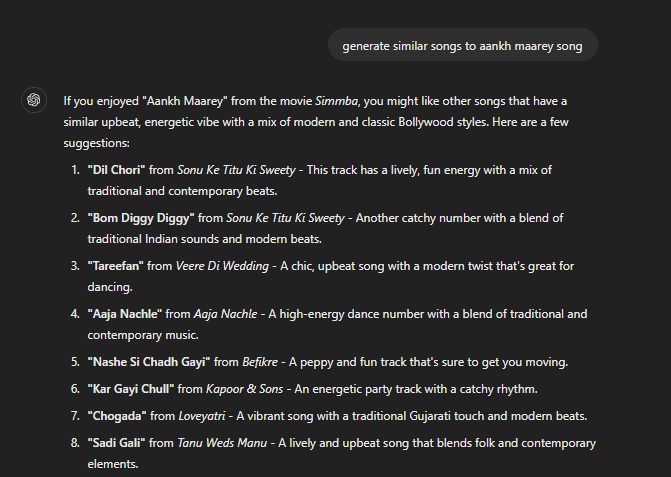 generate similar songs to aankh maarey song
If you enjoyed "Aankh Maarey" from the movie Simmba, you might like other songs that have a
similar upbeat, energetic vibe with a mix of modern and classic Bollywood styles. Here are a few
suggestions:
1. "Dil Chori" from Sonu Ke Titu Ki Sweety - This track has a lively, fun energy with a mix of
traditional and contemporary beats.
2. "Bom Diggy Diggy" from Sonu Ke Titu Ki Sweety - Another catchy number with a blend of
traditional Indian sounds and modern beats.
3. "Tareefan" from Veere Di Wedding - A chic, upbeat song with a modern twist that's great for
dancing.
4. "Aaja Nachle" from Aaja Nachle - A high-energy dance number with a blend of traditional and
contemporary music.
5. "Nashe Si Chadh Gayi" from Befikre - A peppy and fun track that's sure to get you moving.
6. "Kar Gayi Chull" from Kapoor & Sons - An energetic party track with a catchy rhythm.
7. "Chogada" from Loveyatri - A vibrant song with a traditional Gujarati touch and modern beats.
8. "Sadi Gali" from Tanu Weds Manu - A lively and upbeat song that blends folk and contemporary
elements.